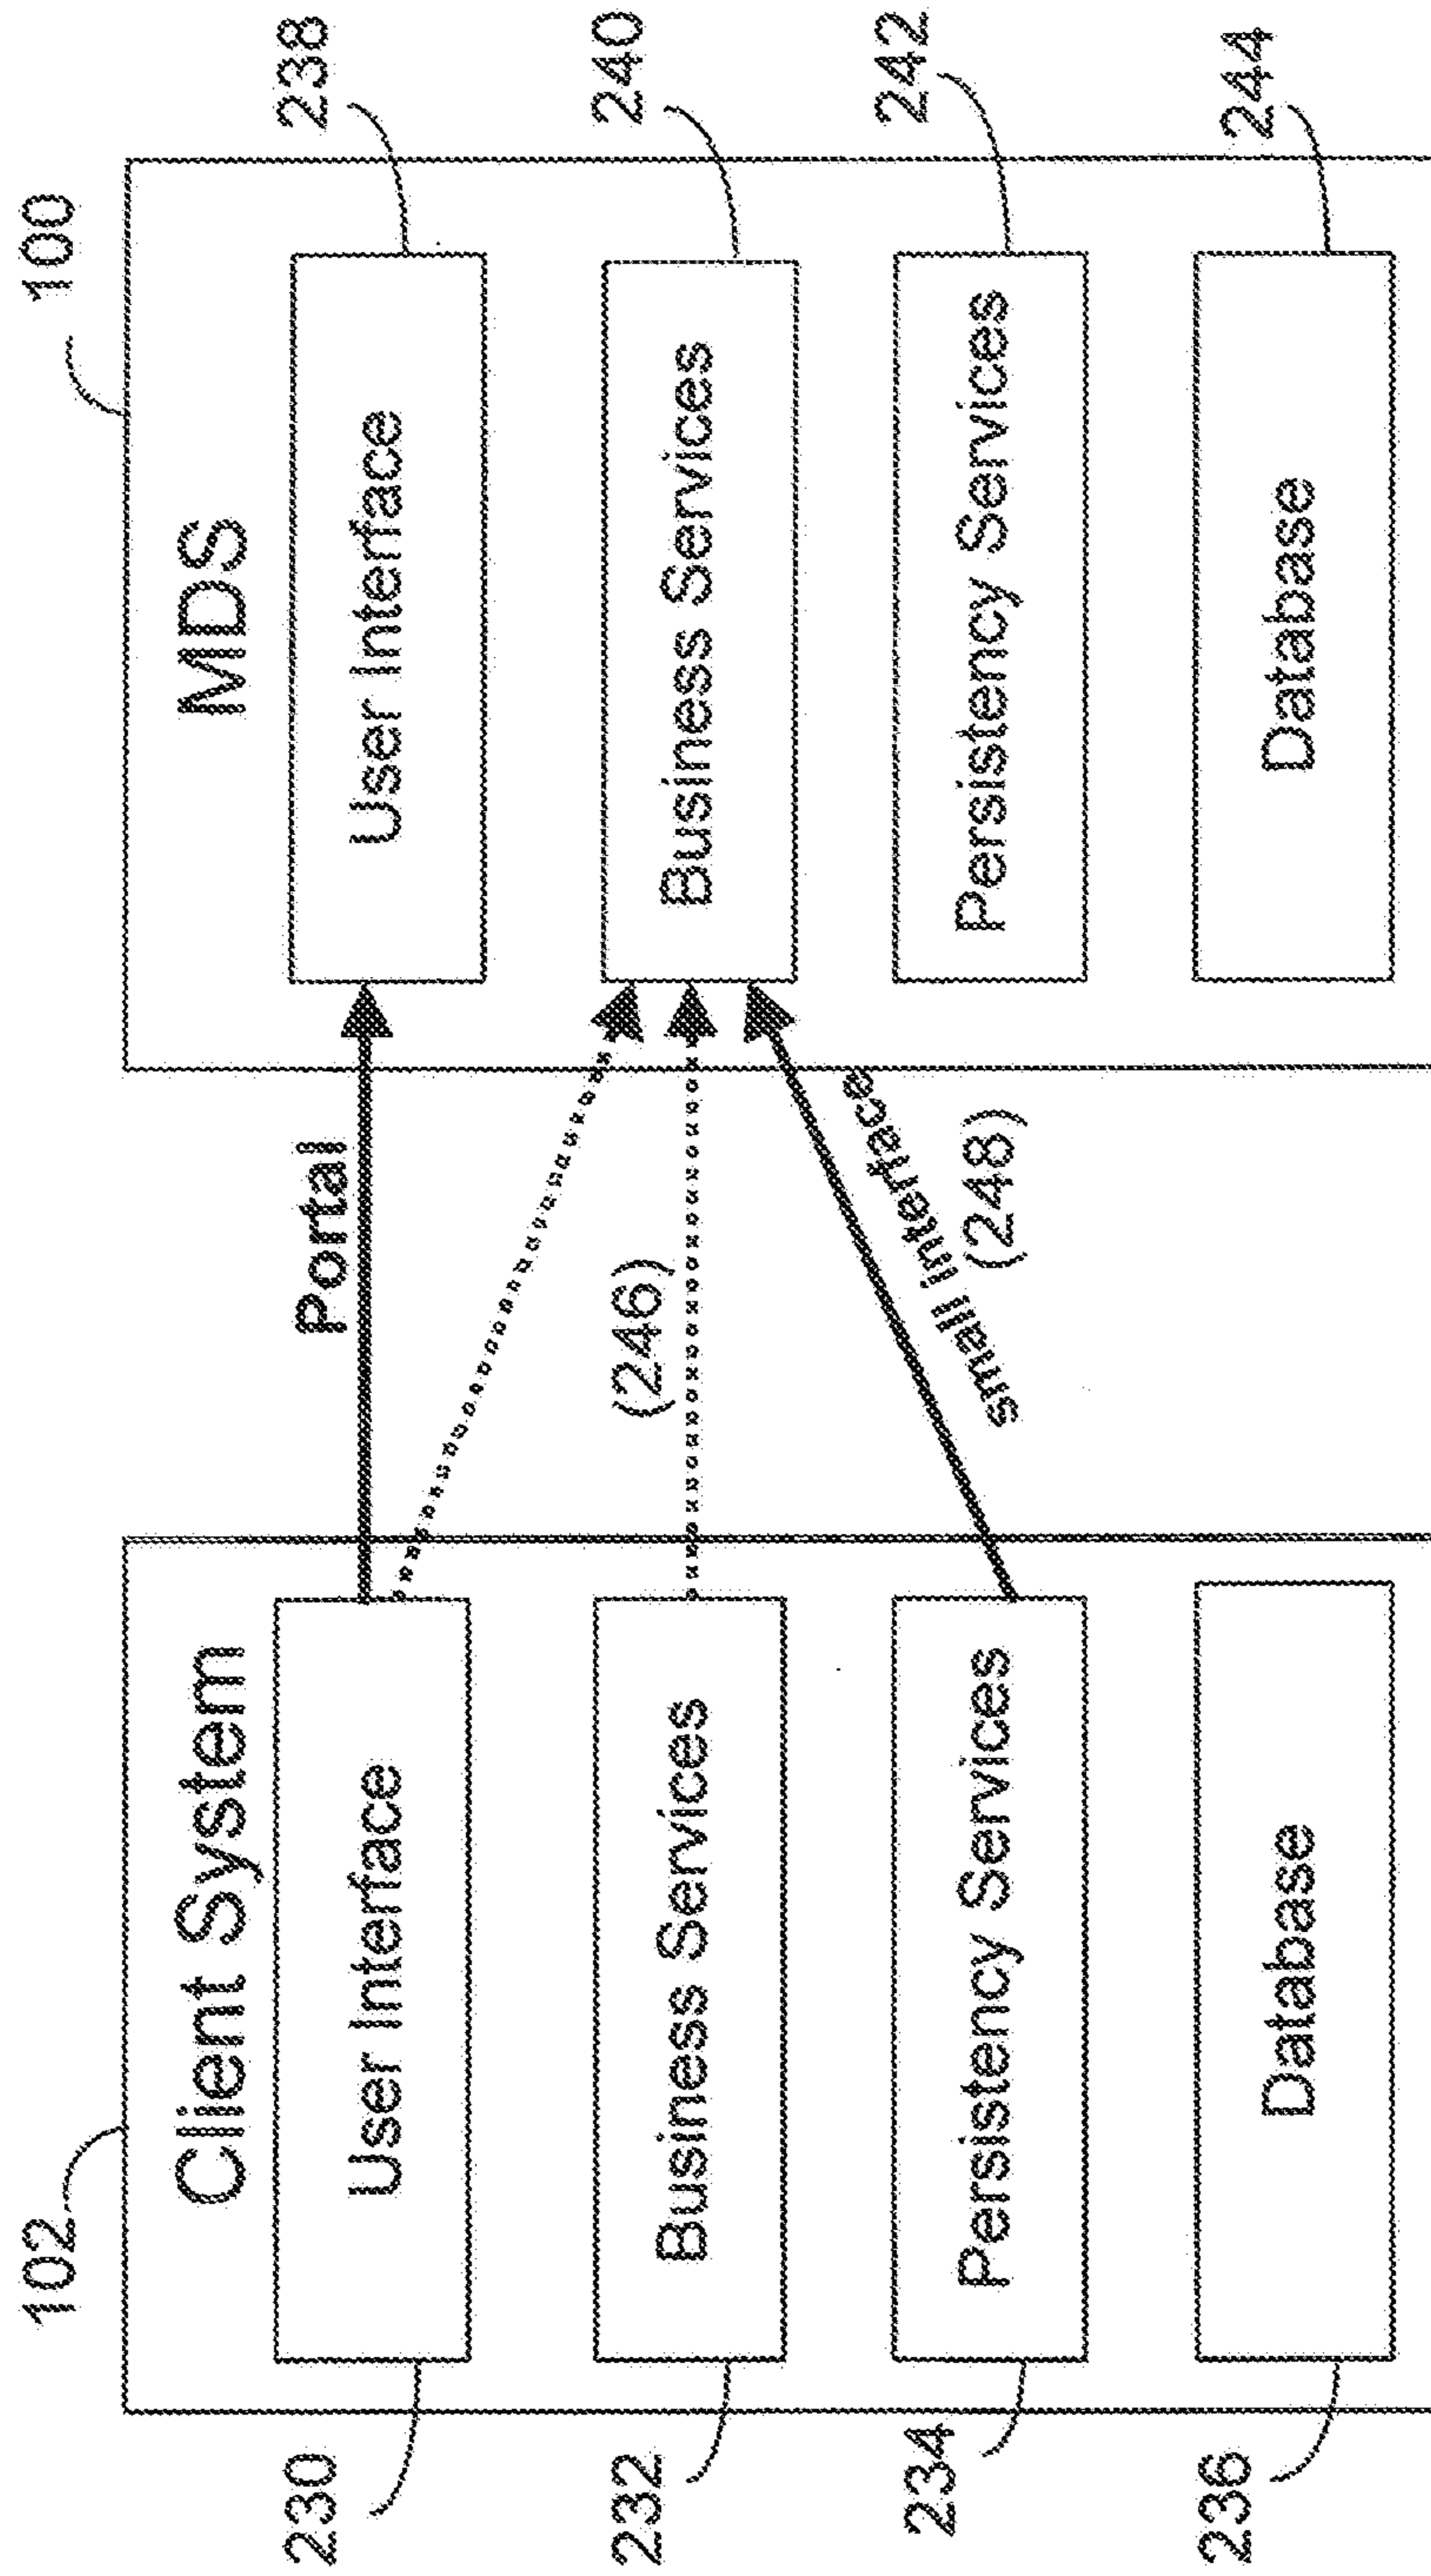 102
Client System
230
User Interface
232
Business Services
234
Persistency Services
236
Database
Portal
(246)
small interface
(248)
100
MDS
User Interface
238
Business Services
240
Persistency Services
242
Database
244